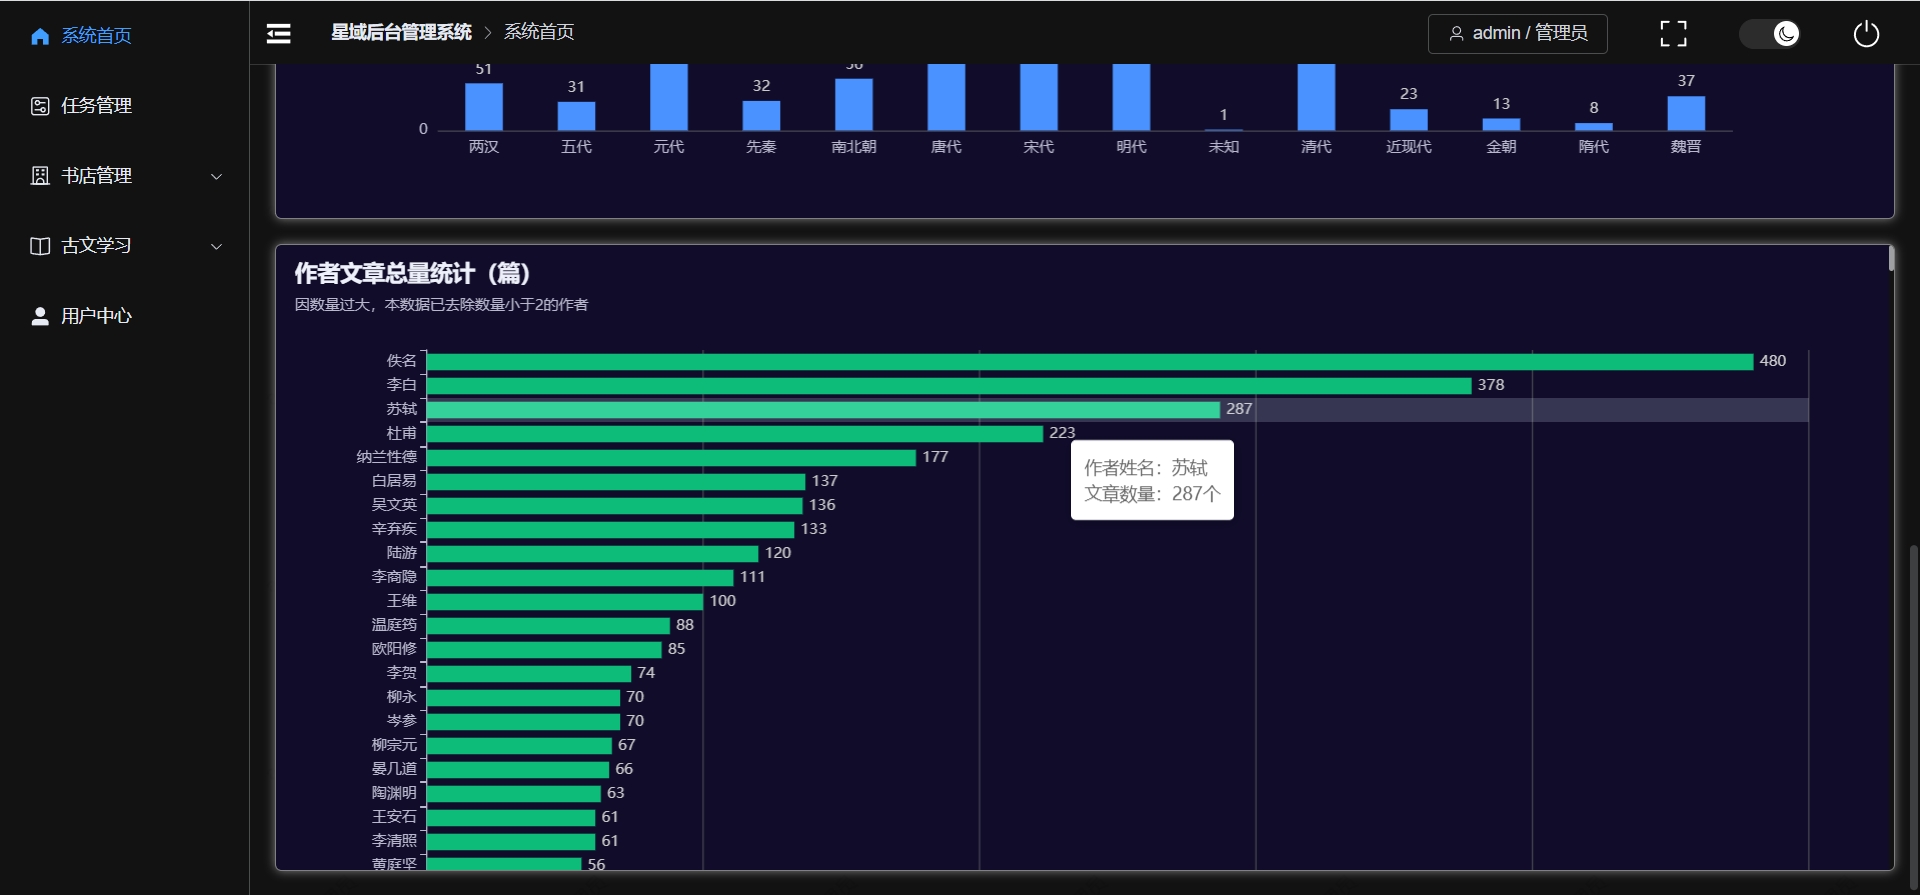 系统首页
任务管理
书店管理
古文学习
用户中心
星域后台管理系统 > 系统首页
admin / 管理员
51
31
32
36
1
23
13
8
37
0
两汉 五代 元代 先秦 南北朝 唐代 宋代 明代 未知 清代 近现代 金朝 隋代 魏晋
作者文章总量统计（篇）
因数量过大，本数据已去除数量小于2的作者
佚名 480
李白 378
苏轼 287
杜甫 223
纳兰性德 177
作者姓名：苏轼
文章数量：287个
白居易 137
吴文英 136
辛弃疾 133
陆游 120
李商隐 111
王维 100
温庭筠 88
欧阳修 85
李贺 74
柳永 70
岑参 70
柳宗元 67
晏几道 66
陶渊明 63
王安石 61
李清照 61
黄庭坚 56